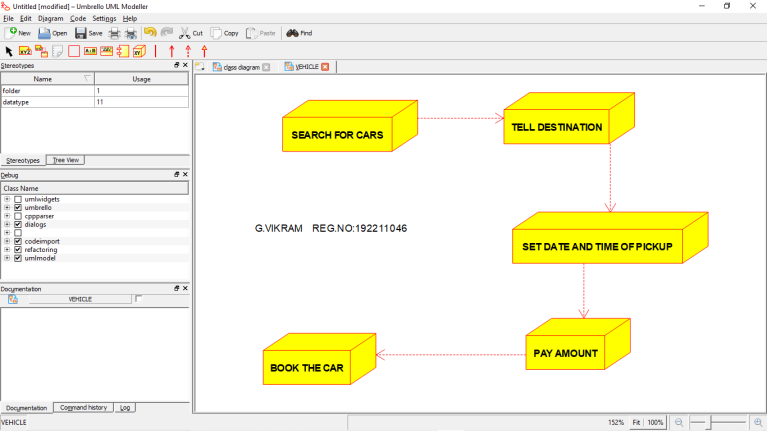 Untitled [modified] – Umbrello UML Modeller
File Edit Diagram Code Settings Help
New Open Save Cut Copy Paste Find
Stereotypes
Name Usage
folder 1
datatype 11
Stereotypes Tree View
Debug
Class Name
umlwidgets
umbrello
cppparser
dialogs
codeimport
refactoring
umlmodel
Documentation
VEHICLE
Documentation Command history Log
class diagram VEHICLE
SEARCH FOR CARS
TELL DESTINATION
G.VIKRAM REG.NO:192211046
SET DATE AND TIME OF PICKUP
PAY AMOUNT
BOOK THE CAR
VEHICLE 152% Fit 100%